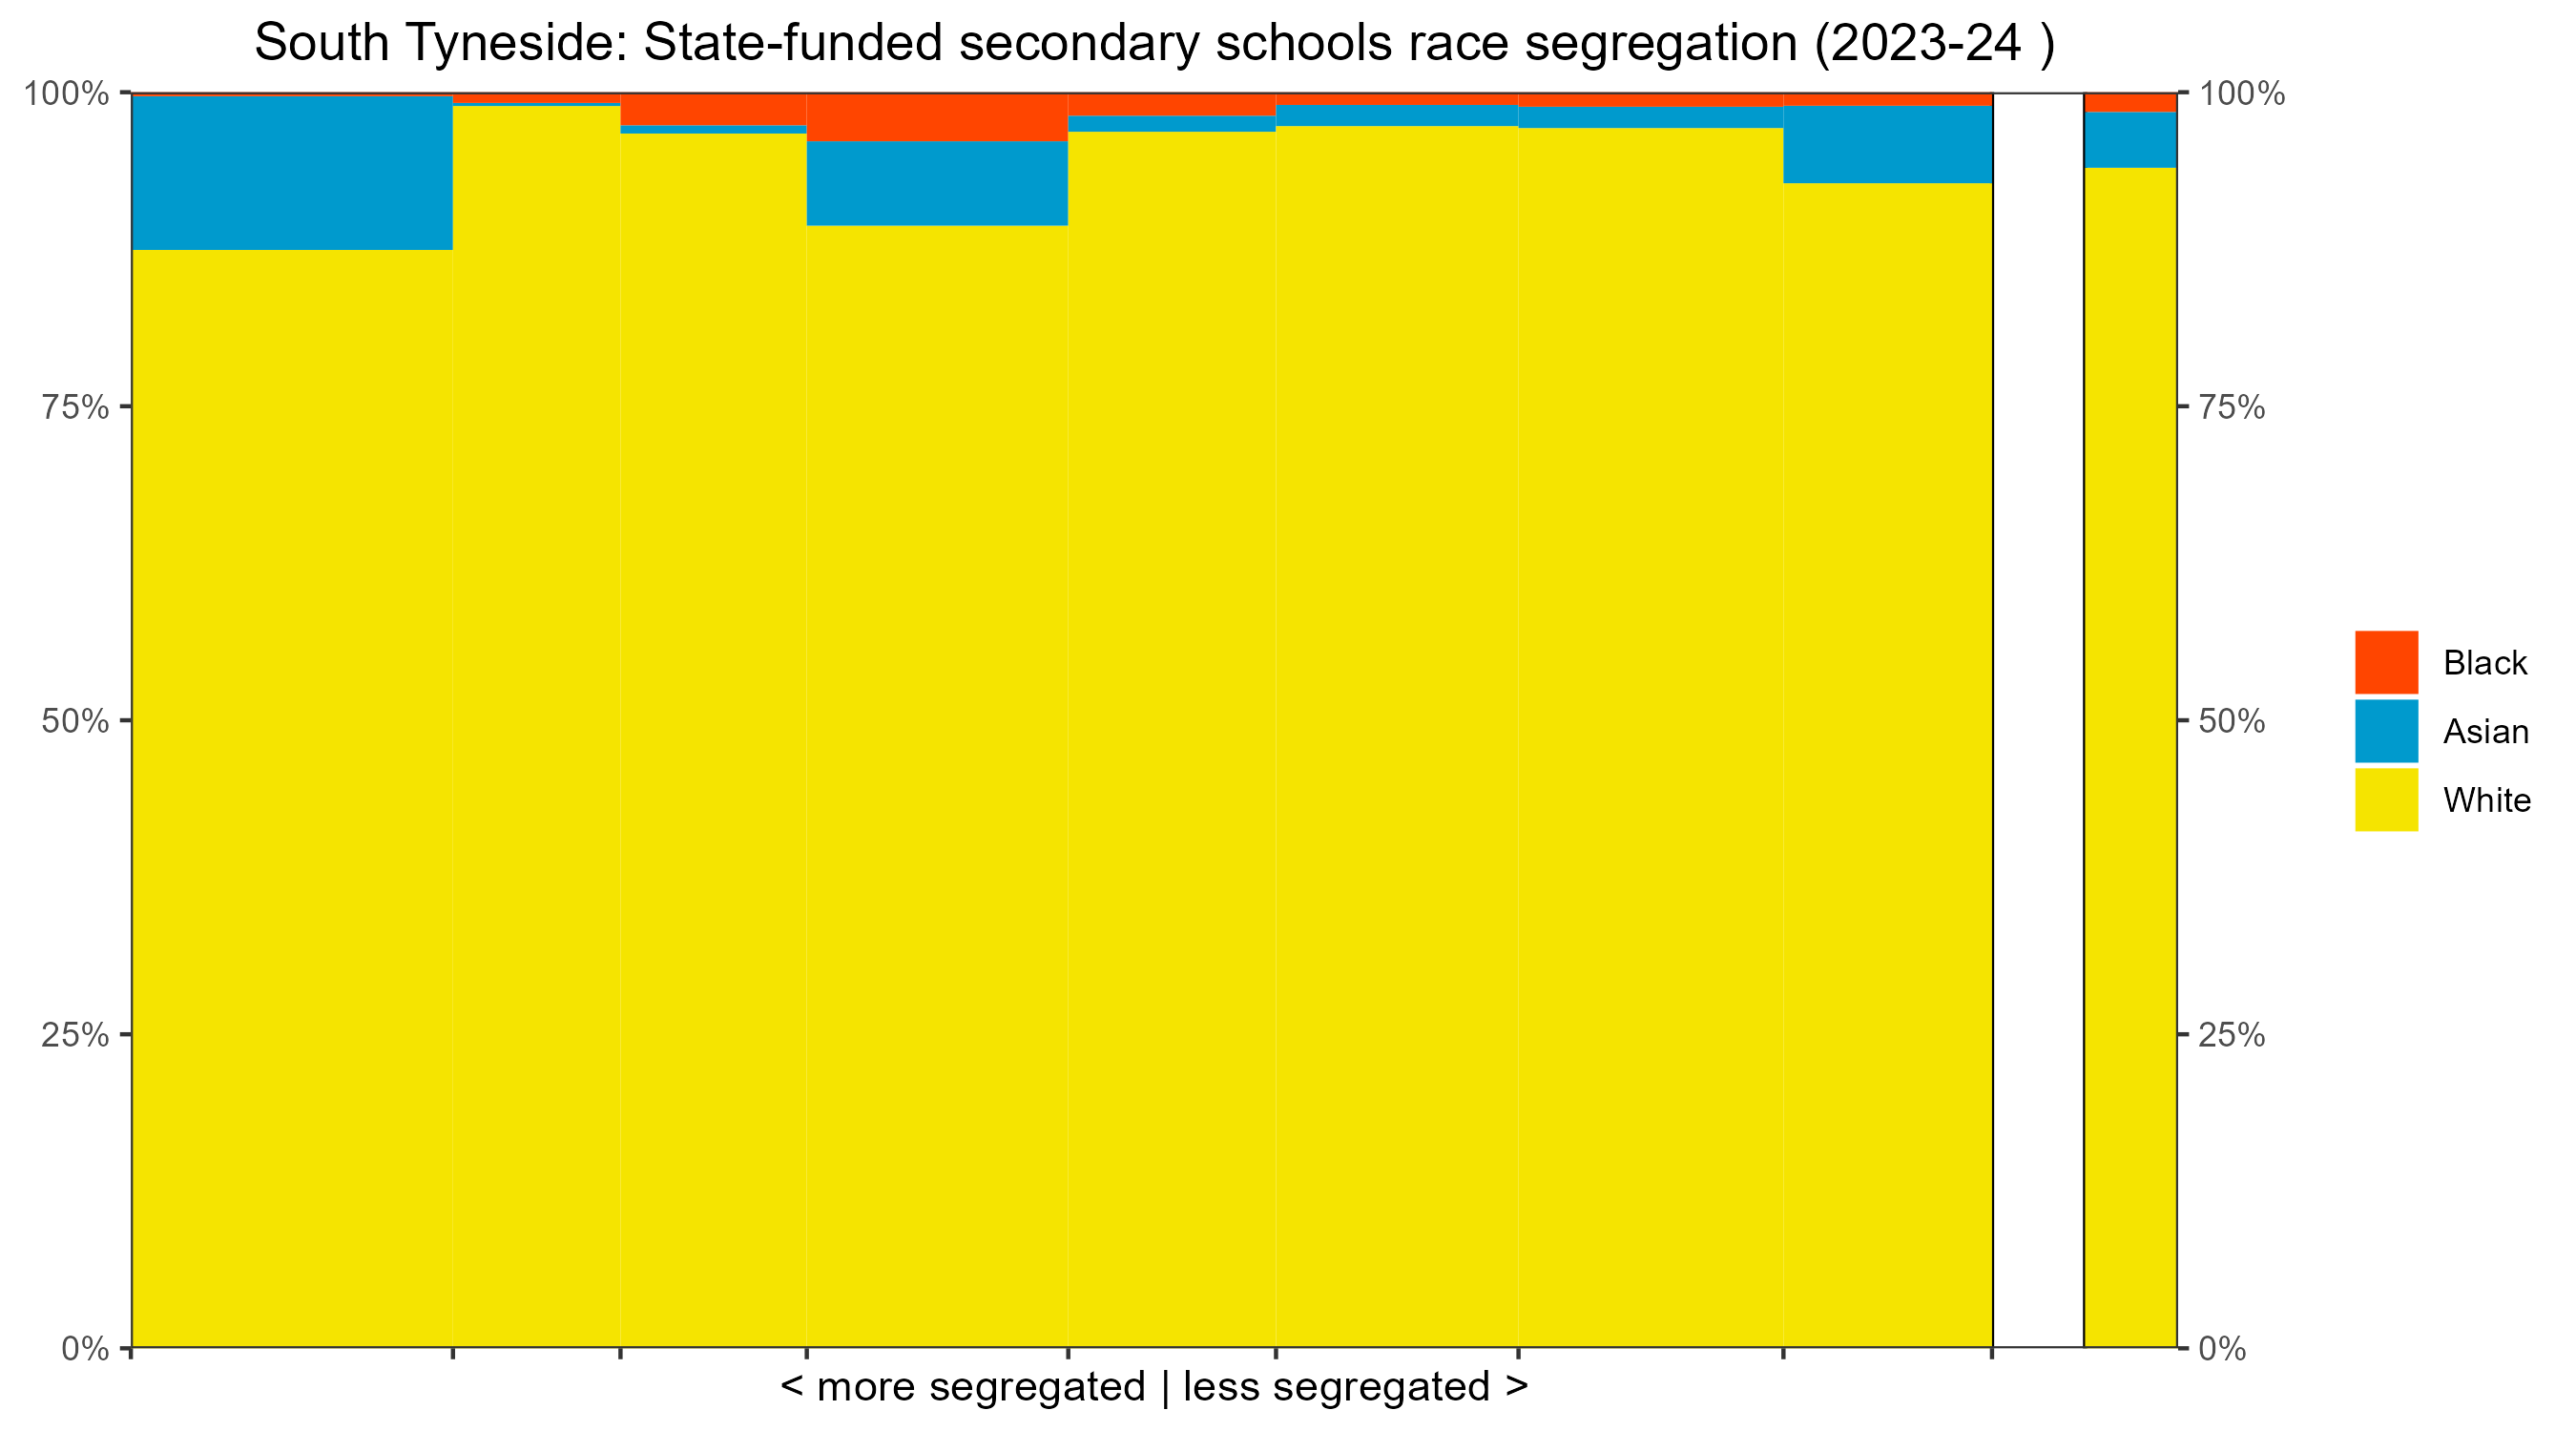 South Tyneside: State-funded secondary schools race segregation (2023-24 )
100%
75%
50%
25%
0%
100%
75%
50%
25%
0%
Black
Asian
White
< more segregated | less segregated >